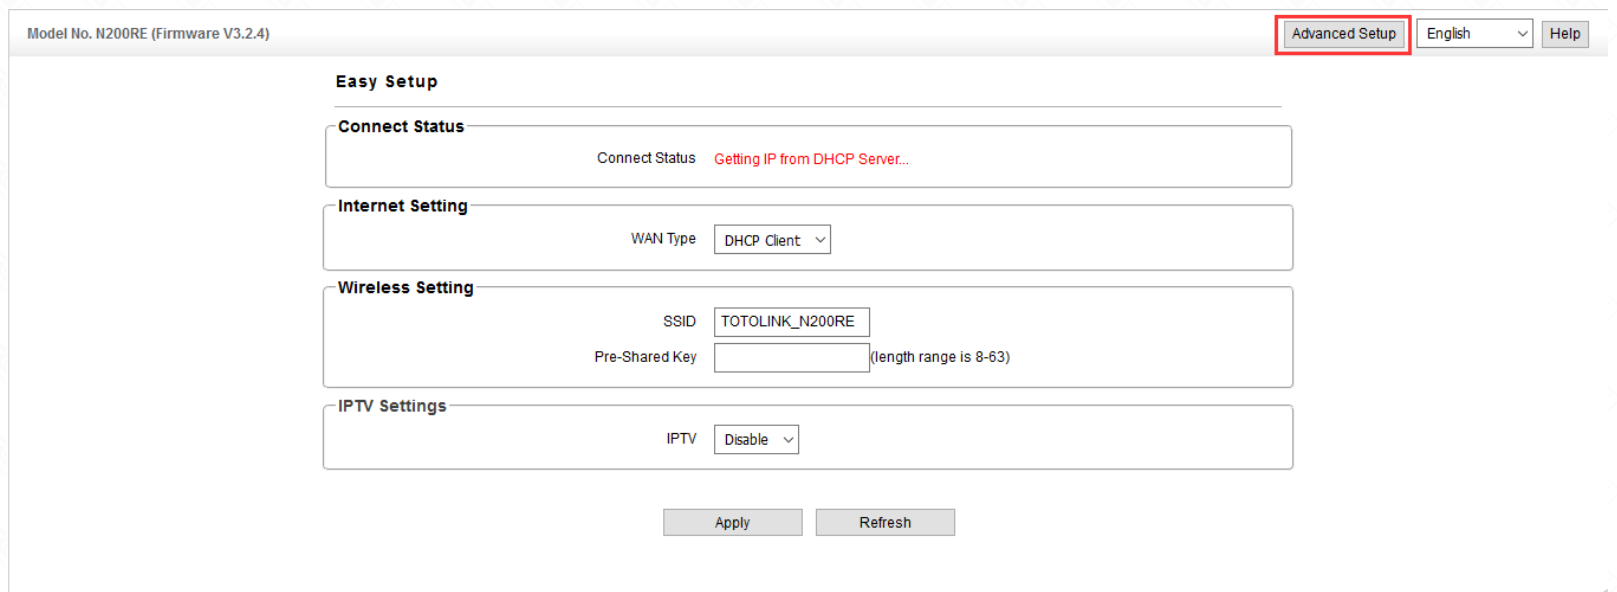 Model No. N200RE (Firmware V3.2.4) Advanced Setup English Help
Easy Setup
Connect Status
Connect Status Getting IP from DHCP Server...
Internet Setting
WAN Type DHCP Client
Wireless Setting
SSID TOTOLINK_N200RE
Pre-Shared Key (length range is 8-63)
IPTV Settings
IPTV Disable
Apply Refresh